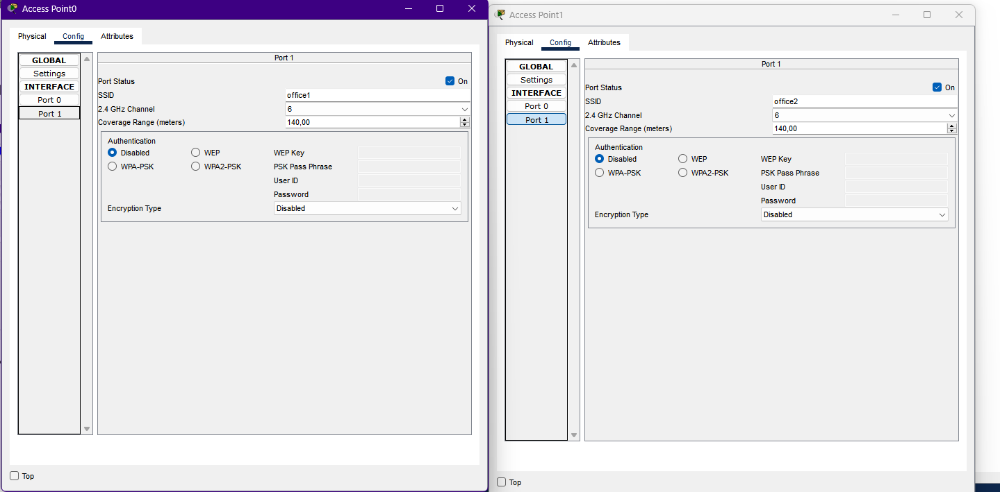 Access Point0
Physical Config Attributes
GLOBAL
Settings
INTERFACE
Port 0
Port 1
Port 1
Port Status On
SSID office1
2.4 GHz Channel 6
Coverage Range (meters) 140,00
Authentication
Disabled WEP WEP Key
WPA-PSK WPA2-PSK PSK Pass Phrase
User ID
Password
Encryption Type Disabled
Top
Access Point1
Physical Config Attributes
GLOBAL
Settings
INTERFACE
Port 0
Port 1
Port 1
Port Status On
SSID office2
2.4 GHz Channel 6
Coverage Range (meters) 140,00
Authentication
Disabled WEP WEP Key
WPA-PSK WPA2-PSK PSK Pass Phrase
User ID
Password
Encryption Type Disabled
Top